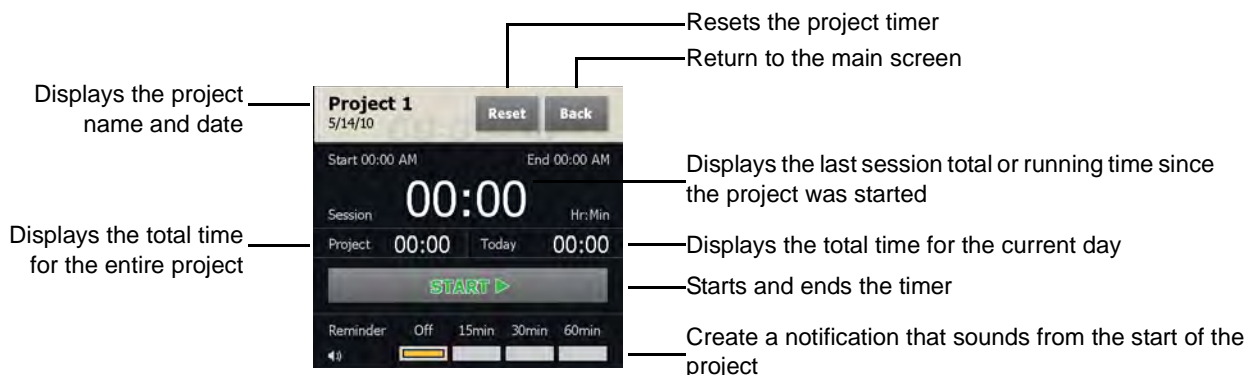 Resets the project timer
Return to the main screen
Displays the project
name and date
Project 1
5/14/10
Reset
Back
Start 00:00 AM
End 00:00 AM
00:00
Session
Hr:Min
Displays the last session total or running time since
the project was started
Displays the total time
for the entire project
Project 00:00
Today 00:00
Displays the total time for the current day
START
Starts and ends the timer
Reminder Off 15min 30min 60min
Create a notification that sounds from the start of the
project